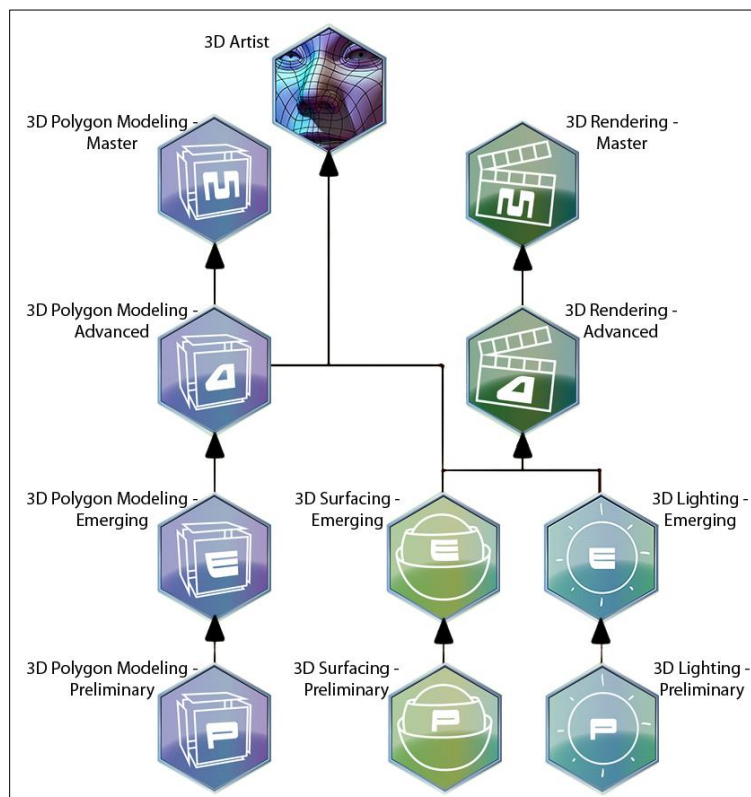 3D Artist
3D Polygon Modeling -
Master
M
3D Rendering -
Master
M
3D Polygon Modeling -
Advanced
A
3D Rendering -
Advanced
A
3D Polygon Modeling -
Emerging
E
3D Surfacing -
Emerging
E
3D Lighting -
Emerging
E
3D Polygon Modeling -
Preliminary
P
3D Surfacing -
Preliminary
P
3D Lighting -
Preliminary
P